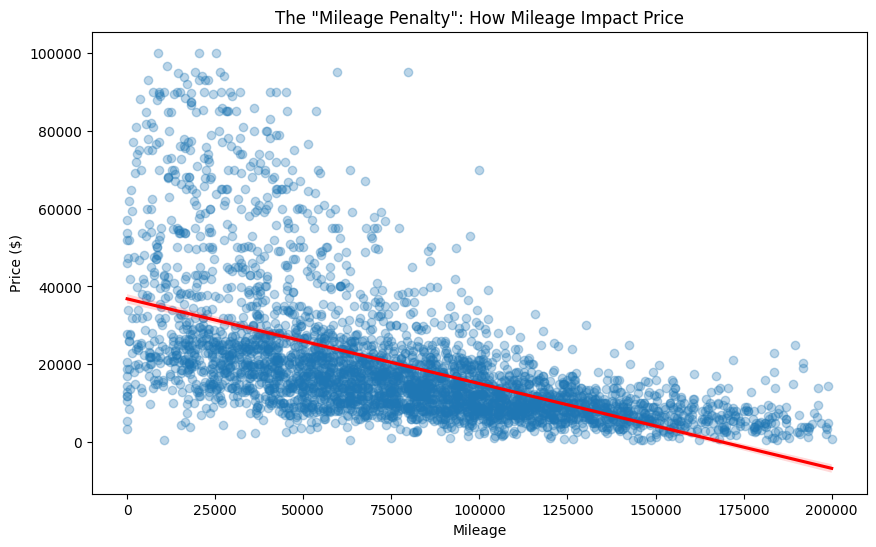 The "Mileage Penalty": How Mileage Impact Price
100000
80000
60000
40000
20000
0
Price ($)
0 25000 50000 75000 100000 125000 150000 175000 200000
Mileage